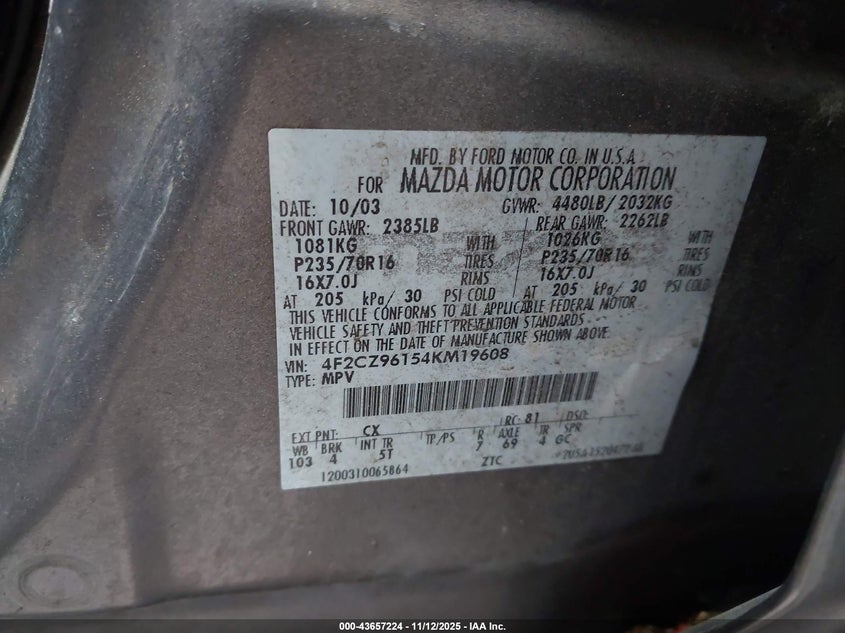 MFD. BY FORD MOTOR CO. IN U.S.A.
FOR MAZDA MOTOR CORPORATION
DATE: 10/03 GVWR: 4480LB/ 2032KG
FRONT GAWR: 2385LB REAR GAWR: 2262LB
1081KG WITH 1026KG WITH
P235/70R16 TIRES P235/70R16 TIRES
16X7.0J RIMS 16X7.0J RIMS
AT 205 kPa/ 30 PSI COLD AT 205 kPa/ 30 PSI COLD
THIS VEHICLE CONFORMS TO ALL APPLICABLE FEDERAL MOTOR
VEHICLE SAFETY AND THEFT PREVENTION STANDARDS
IN EFFECT ON THE DATE OF MANUFACTURE SHOWN ABOVE.
VIN: 4F2CZ96154KM19608
TYPE: MPV
EXT PNT: CX RC: 81 DSO:
WB BRK INT TR TP/PS R AXLE TR SPR
103 4 5T 7 69 4 GC
1200310065864 ZTC
000-43657224 | 11/12/2025 - IAA Inc.